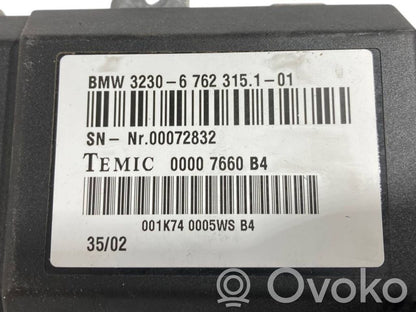 BMW 3230-6 762 315.1-01
SN- Nr.00072832
TEMIC 0000 7660 B4
001K74 0005WS B4
35/02
Ovoko